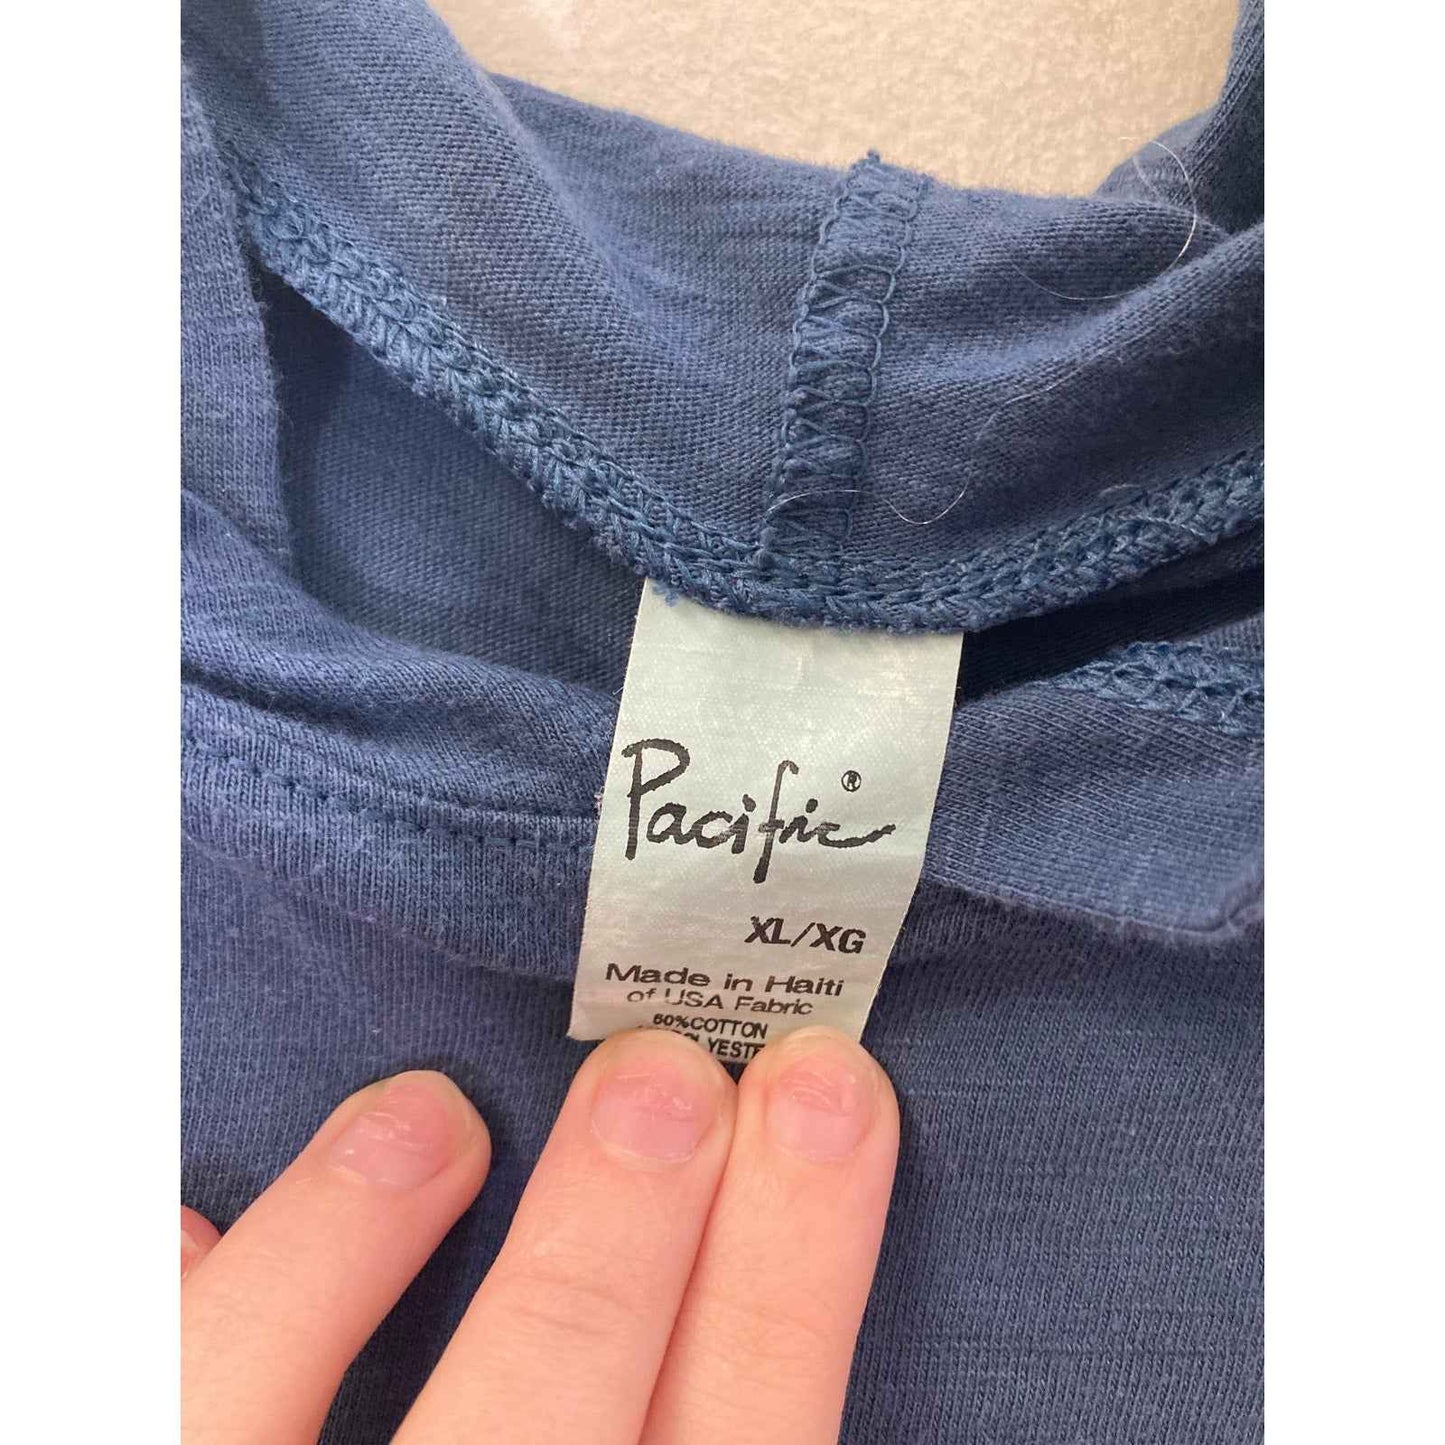 Pacific®
XL/XG
Made in Haiti
of USA Fabric
60%COTTON